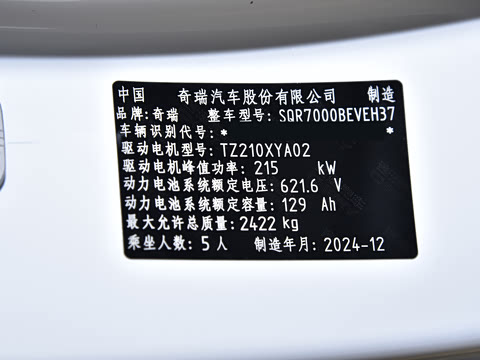 中国 奇瑞汽车股份有限公司 制造
品牌:奇瑞 整车型号:SQR7000BEVEH37
车辆识别代号:* *
驱动电机型号:TZ210XYA02
驱动电机峰值功率:215 kW
动力电池系统额定电压:621.6 V
动力电池系统额定容量:129 Ah
最大允许总质量:2422kg
乘坐人数:5人 制造年月:2024-12